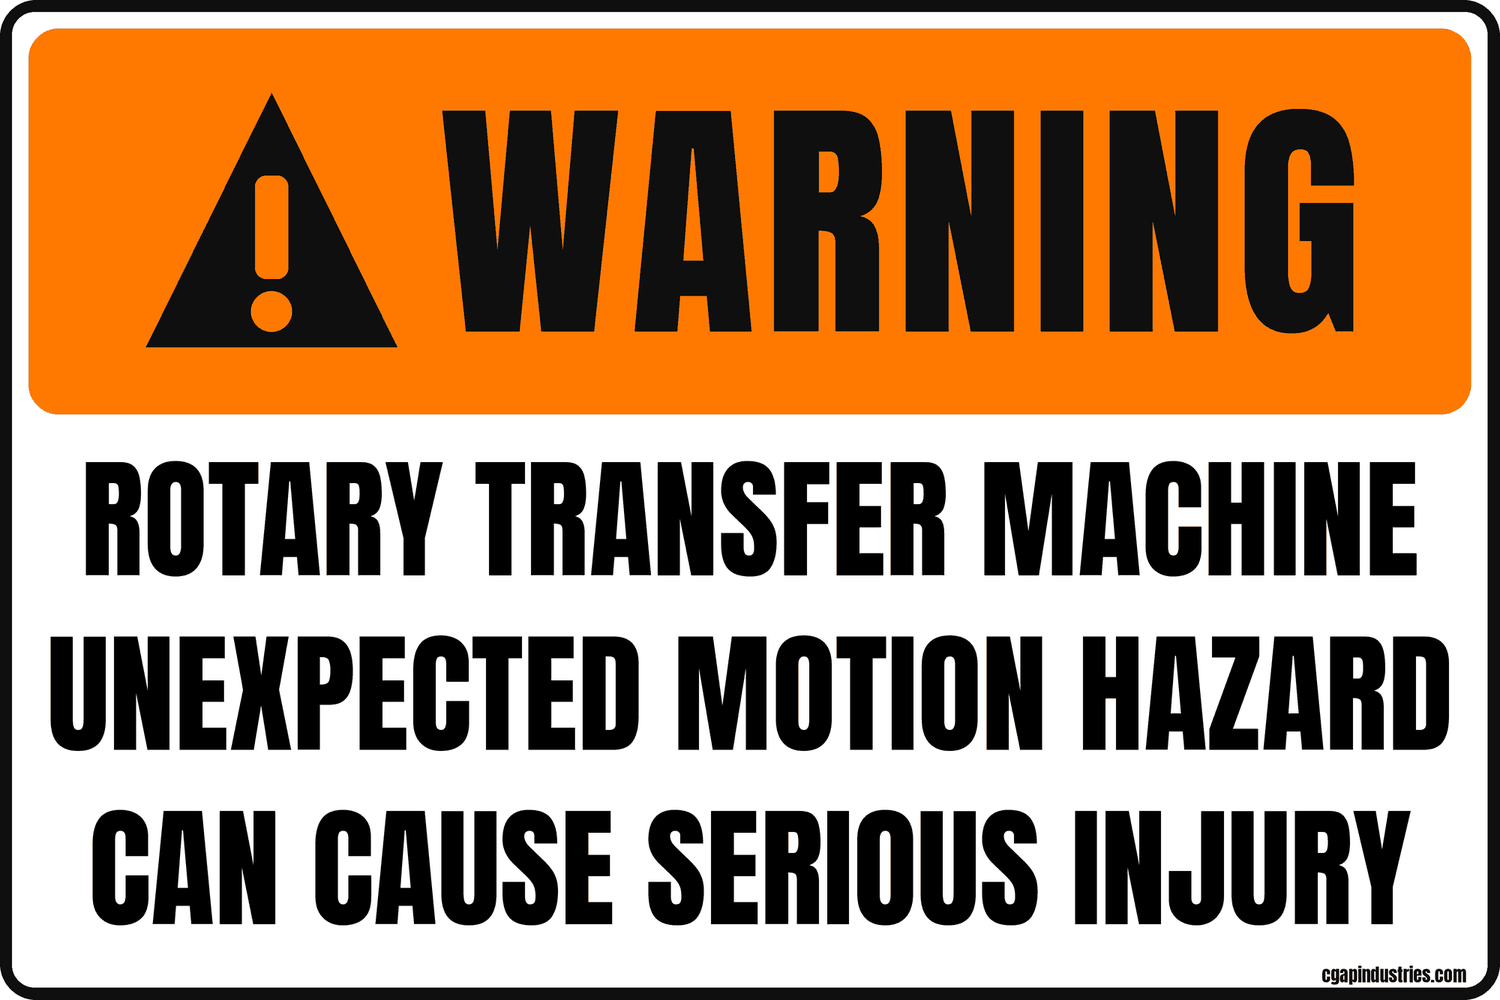 WARNING
ROTARY TRANSFER MACHINE
UNEXPECTED MOTION HAZARD
CAN CAUSE SERIOUS INJURY
cgapindustries.com